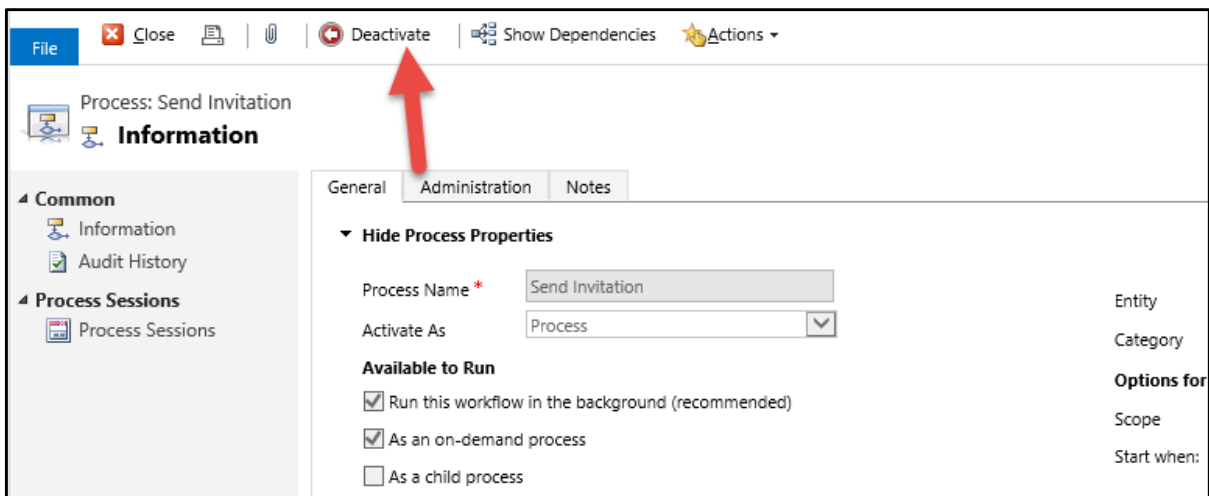 File Close Deactivate Show Dependencies Actions
Process: Send Invitation
Information
Common
Information
Audit History
Process Sessions
Process Sessions
General Administration Notes
Hide Process Properties
Process Name * Send Invitation
Activate As Process
Available to Run
Run this workflow in the background (recommended)
As an on-demand process
As a child process
Entity
Category
Options for
Scope
Start when: